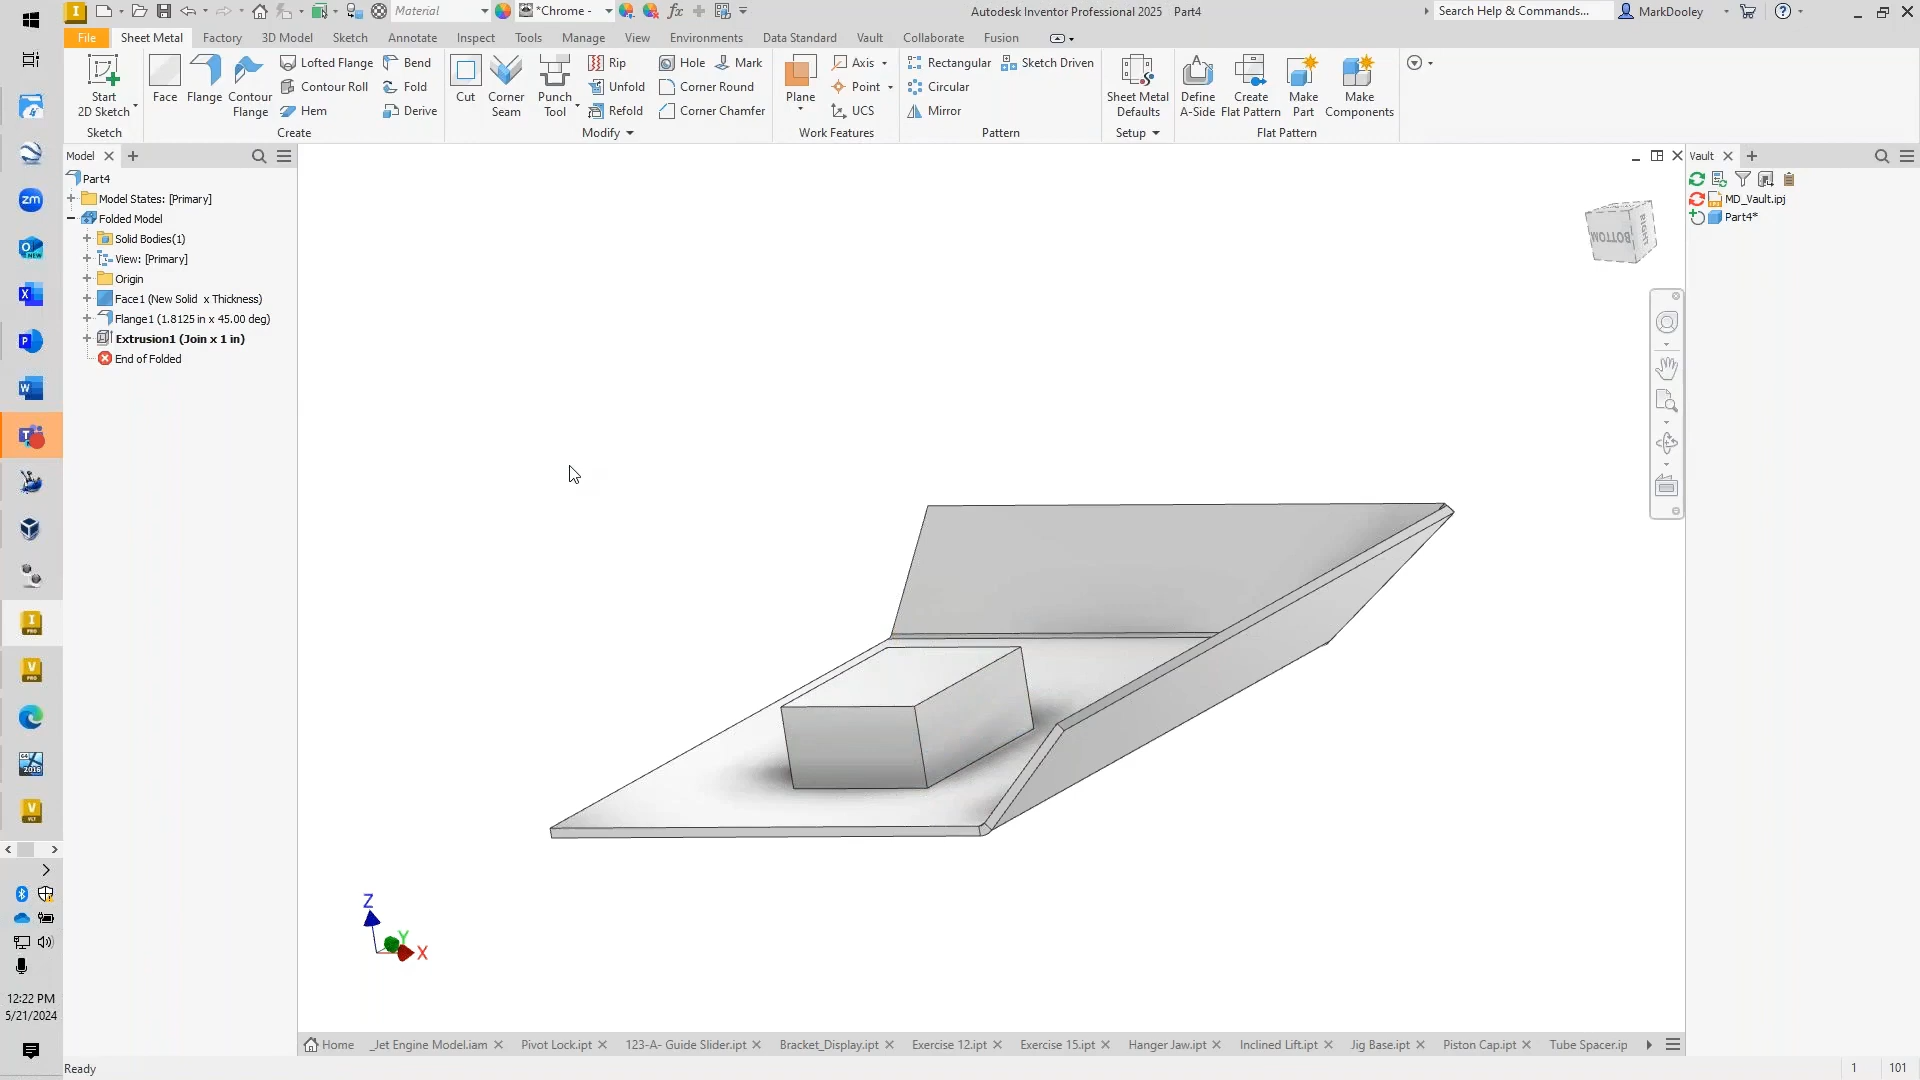 Material
*Chrome -
Autodesk Inventor Professional 2025 Part4
Search Help & Commands...
MarkDooley
File
Sheet Metal
Factory
3D Model
Sketch
Annotate
Inspect
Tools
Manage
View
Environments
Data Standard
Vault
Collaborate
Fusion
Start
2D Sketch
Face
Flange
Contour
Flange
Lofted Flange
Contour Roll
Hem
Bend
Fold
Derive
Cut
Corner
Seam
Punch
Tool
Rip
Unfold
Refold
Hole
Mark
Corner Round
Corner Chamfer
Plane
Axis
Point
UCS
Rectangular
Sketch Driven
Circular
Mirror
Sheet Metal
Defaults
Define
A-Side
Create
Flat Pattern
Make
Part
Make
Components
Sketch
Create
Modify
Work Features
Pattern
Setup
Flat Pattern
Model
Part4
Model States: [Primary]
Folded Model
Solid Bodies(1)
View: [Primary]
Origin
Face1 (New Solid x Thickness)
Flange1 (1.8125 in x 45.00 deg)
Extrusion1 (Join x 1 in)
End of Folded
Vault
MD_Vault.ipj
Part4*
BOTTOM
RIGHT
Z
Y
X
zm
12:22 PM
5/21/2024
Home
_Jet Engine Model.iam
Pivot Lock.ipt
123-A- Guide Slider.ipt
Bracket_Display.ipt
Exercise 12.ipt
Exercise 15.ipt
Hanger Jaw.ipt
Inclined Lift.ipt
Jig Base.ipt
Piston Cap.ipt
Tube Spacer.ip
Ready
1
101